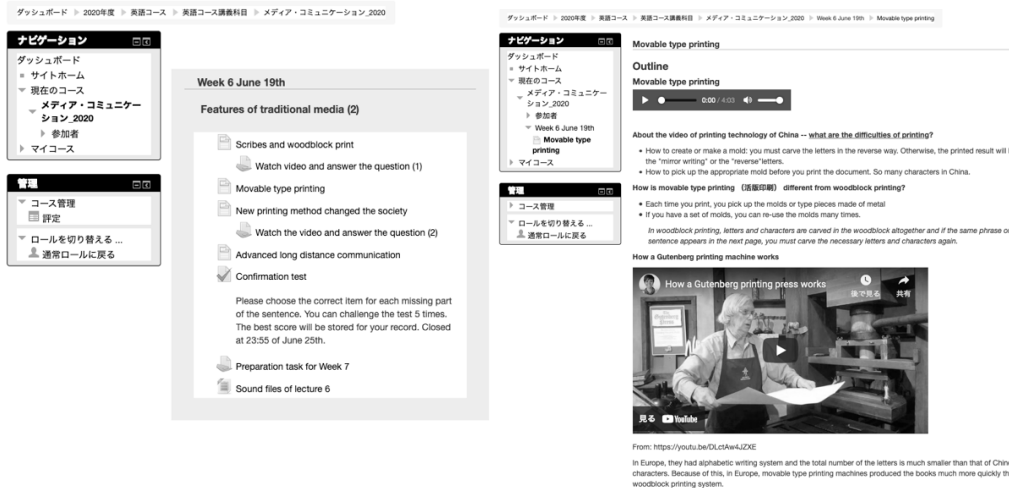 ダッシュボード ▶ 2020年度 ▶ 英語コース ▶ 英語コース講義科目 ▶ メディア・コミュニケーション_2020
ナビゲーション
ダッシュボード
サイトホーム
現在のコース
メディア・コミュニケー
ション_2020
参加者
マイコース
管理
コース管理
評定
ロールを切り替える ...
通常ロールに戻る
Week 6 June 19th
Features of traditional media (2)
Scribes and woodblock print
Watch video and answer the question (1)
Movable type printing
New printing method changed the society
Watch the video and answer the question (2)
Advanced long distance communication
Confirmation test
Please choose the correct item for each missing part
of the sentence. You can challenge the test 5 times.
The best score will be stored for your record. Closed
at 23:55 of June 25th.
Preparation task for Week 7
Sound files of lecture 6
ダッシュボード ▶ 2020年度 ▶ 英語コース ▶ 英語コース講義科目 ▶ メディア・コミュニケーション_2020 ▶ Week 6 June 19th ▶ Movable type printing
ナビゲーション
ダッシュボード
サイトホーム
現在のコース
メディア・コミュニケー
ション_2020
参加者
Week 6 June 19th
Movable type
printing
マイコース
管理
コース管理
ロールを切り替える ...
通常ロールに戻る
Movable type printing
Outline
Movable type printing
0:00 / 4:03
About the video of printing technology of China -- what are the difficulties of printing?
• How to create or make a mold: you must carve the letters in the reverse way. Otherwise, the printed result will
the "mirror writing" or the "reverse"letters.
• How to pick up the appropriate mold before you print the document. So many characters in China.
How is movable type printing （活版印刷） different from woodblock printing?
• Each time you print, you pick up the molds or type pieces made of metal
• If you have a set of molds, you can re-use the molds many times.
In woodblock printing, letters and characters are carved in the woodblock altogether and if the same phrase or
sentence appears in the next page, you must carve the necessary letters and characters again.
How a Gutenberg printing machine works
How a Gutenberg printing press works
後で見る 共有
見る YouTube
From: https://youtu.be/DLctAw4JZXE
In Europe, they had alphabetic writing system and the total number of the letters is much smaller than that of Chin
characters. Because of this, in Europe, movable type printing machines produced the books much more quickly th
woodblock printing system.